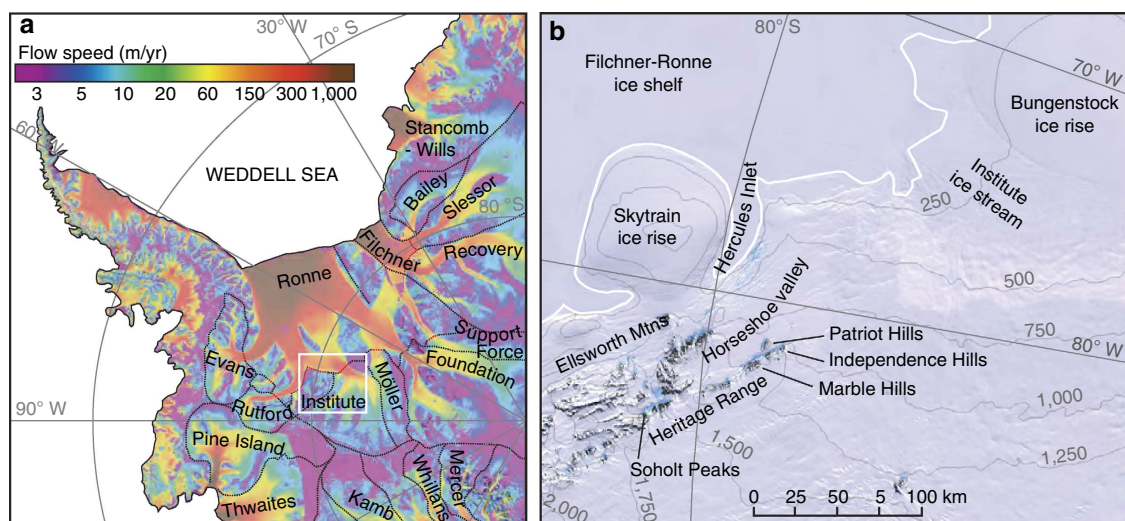 a
30° W
70° S
Flow speed (m/yr)
3 5 10 20 60 150 300 1,000
60° W
Stancomb
- Wills
WEDDELL SEA
Bailey
Slessor
80° S
Filchner
Recovery
Ronne
Support
Force
Foundation
Evans
Möller
Rutford
Institute
90° W
Pine Island
Mercer
Whillans
Kamb
Thwaites
b
80° S
Filchner-Ronne
ice shelf
70° W
Bungenstock
ice rise
Institute
ice stream
250
Skytrain
ice rise
Hercules Inlet
500
Horseshoe valley
Ellsworth Mtns
Patriot Hills
750
80° W
Independence Hills
Marble Hills
Heritage Range
1,000
1,500
1,250
Soholt Peaks
1,750
2,000
0 25 50 75 100 km